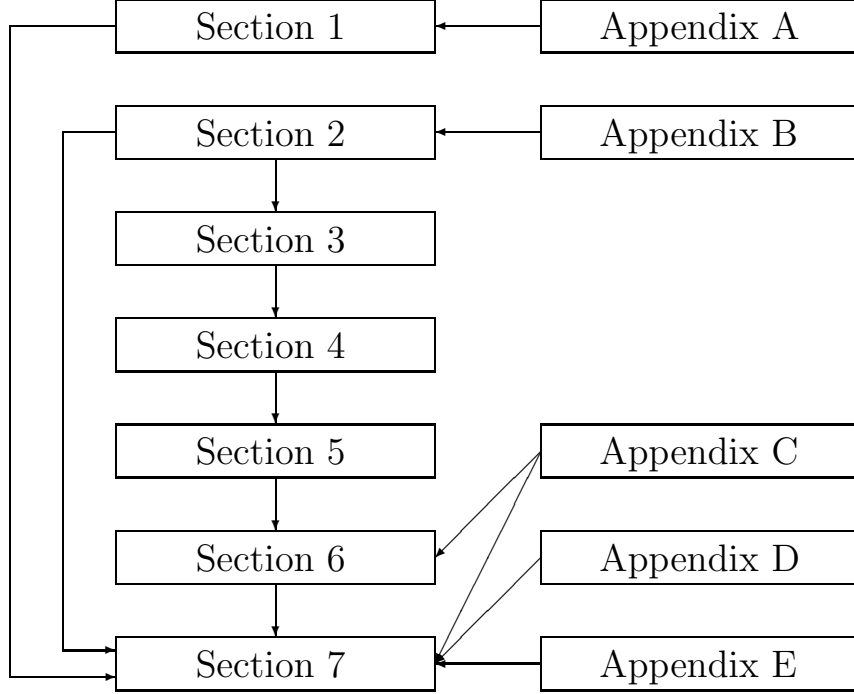 Section 1
Appendix A
Section 2
Appendix B
Section 3
Section 4
Section 5
Appendix C
Section 6
Appendix D
Section 7
Appendix E